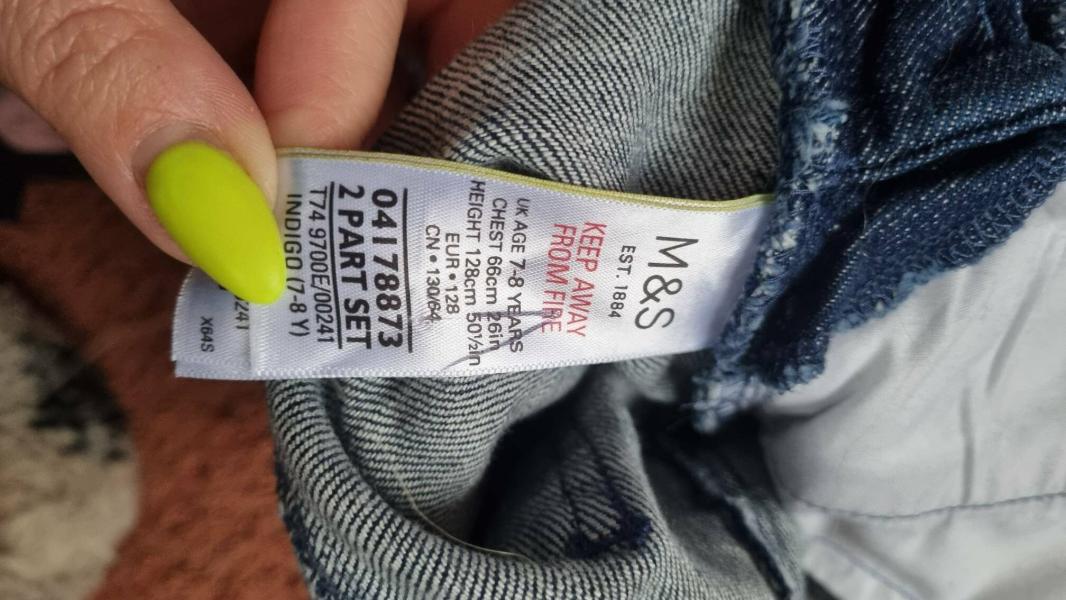 M&S
EST. 1884
KEEP AWAY
FROM FIRE
UK AGE 7-8 YEARS
CHEST 66cm 26in
HEIGHT 128cm 50½in
EUR • 128
CN • 130/64
04178873
2 PART SET
T74 9700E/00241
INDIGO (7-8 Y)
0241
X64S